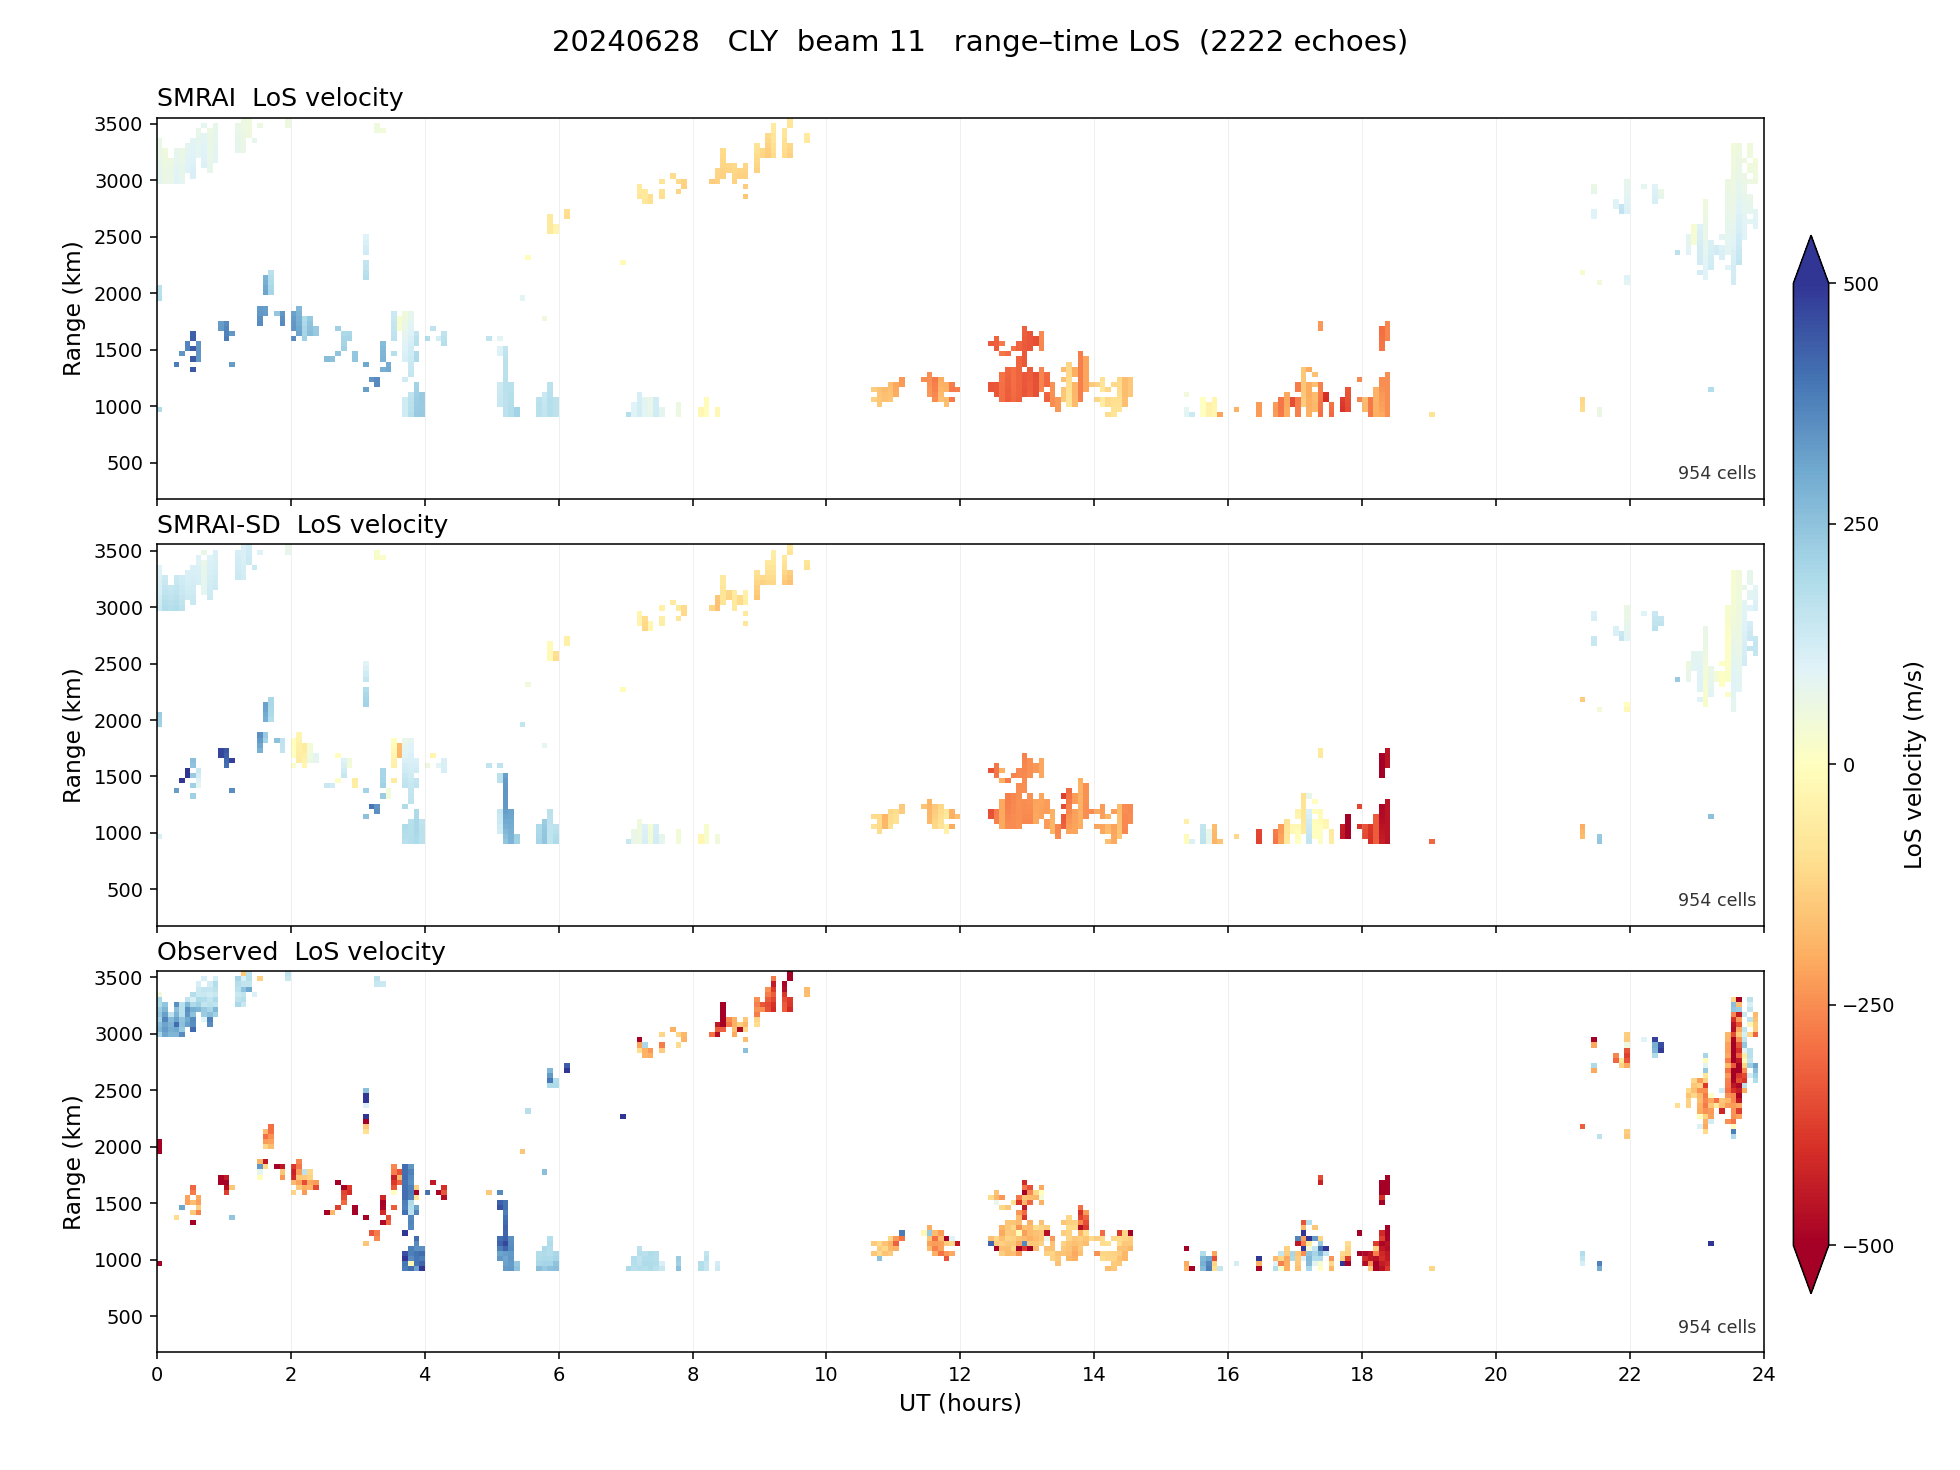 20240628   CLY  beam 11   range–time LoS  (2222 echoes)
SMRAI  LoS velocity
3500
3000
2500
2000
1500
1000
500
Range (km)
954 cells
SMRAI-SD  LoS velocity
3500
3000
2500
2000
1500
1000
500
Range (km)
954 cells
Observed  LoS velocity
3500
3000
2500
2000
1500
1000
500
Range (km)
954 cells
0 2 4 6 8 10 12 14 16 18 20 22 24
UT (hours)
500
250
0
−250
−500
LoS velocity (m/s)